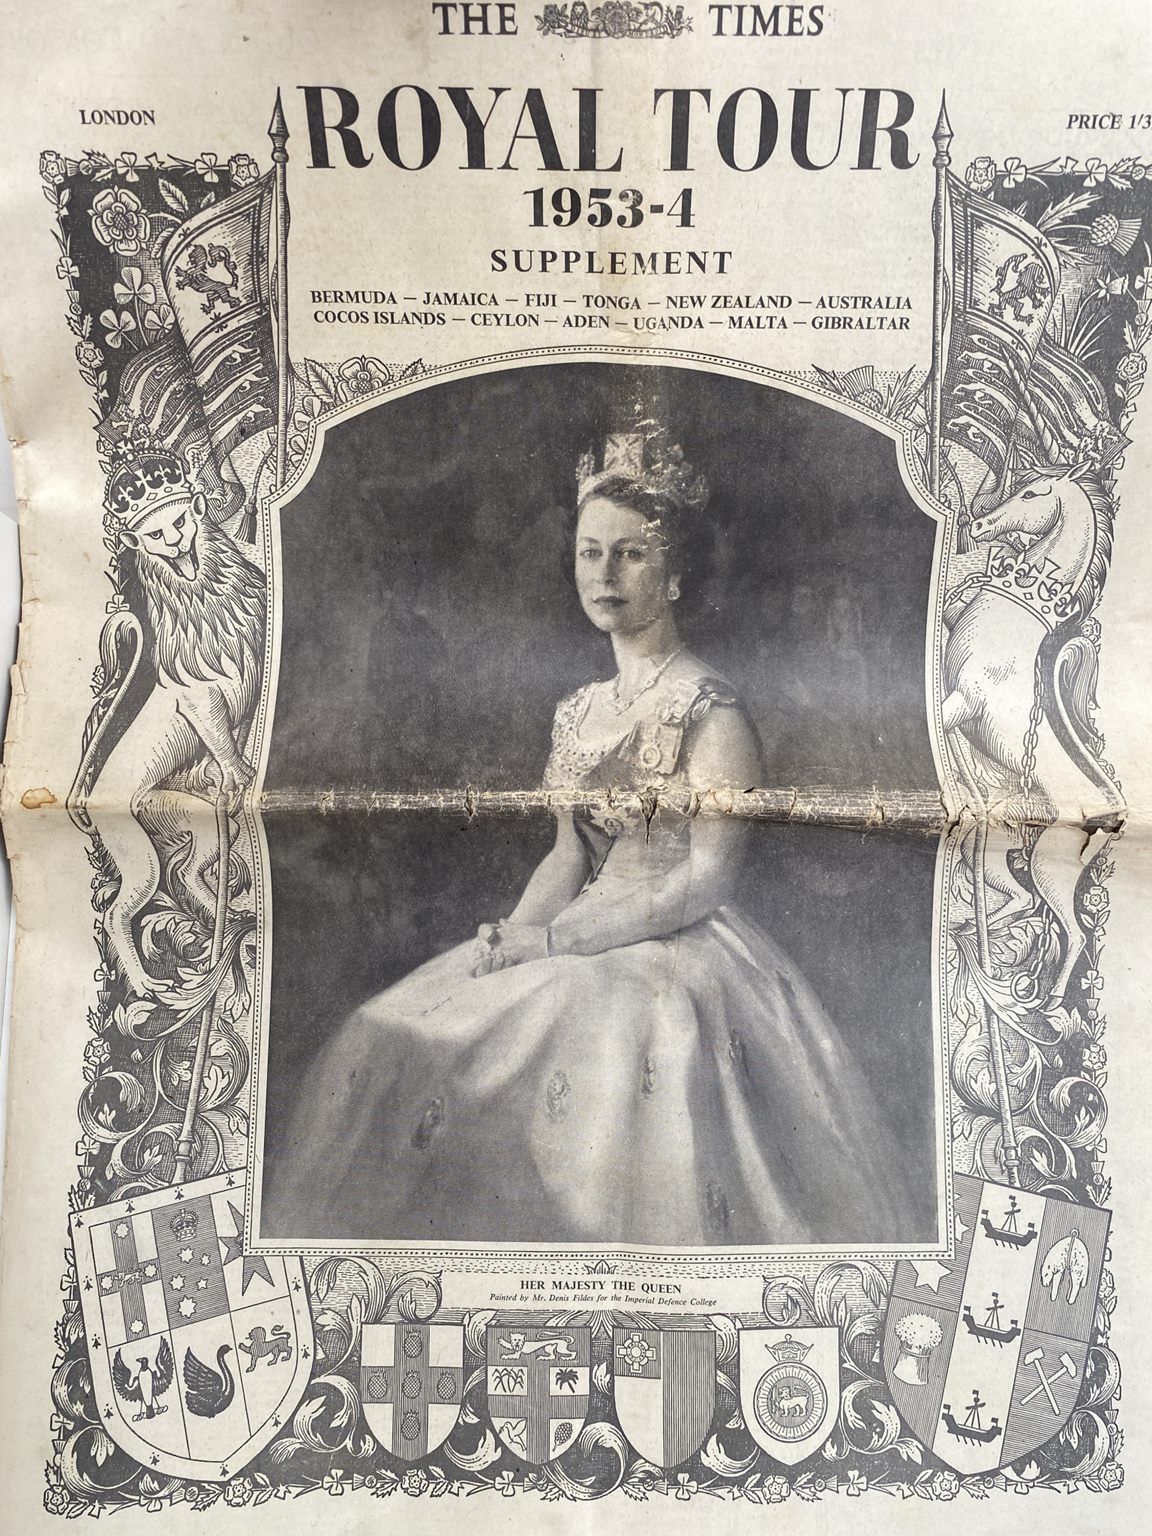 THE TIMES
LONDON
ROYAL TOUR
PRICE 1/3
1953-4
SUPPLEMENT
BERMUDA — JAMAICA — FIJI — TONGA — NEW ZEALAND — AUSTRALIA
COCOS ISLANDS — CEYLON — ADEN — UGANDA — MALTA — GIBRALTAR
HER MAJESTY THE QUEEN
Painted by Mr. Denis Fildes for the Imperial Defence College